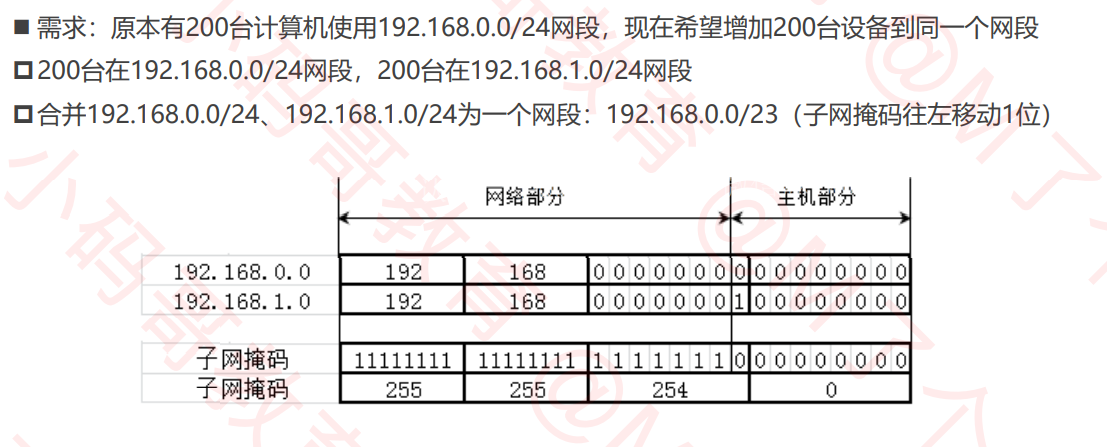 ■ 需求：原本有200台计算机使用192.168.0.0/24网段，现在希望增加200台设备到同一个网段
200台在192.168.0.0/24网段，200台在192.168.1.0/24网段
合并192.168.0.0/24、192.168.1.0/24为一个网段：192.168.0.0/23（子网掩码往左移动1位）
网络部分 主机部分
192.168.0.0 192 168 0 0 0 0 0 0 0 0 0 0 0 0 0 0 0 0
192.168.1.0 192 168 0 0 0 0 0 0 0 1 0 0 0 0 0 0 0 0
子网掩码 11111111 11111111 1 1 1 1 1 1 1 0 0 0 0 0 0 0 0 0
子网掩码 255 255 254 0
小码哥教育 @M了个
小码哥教育 @M了个